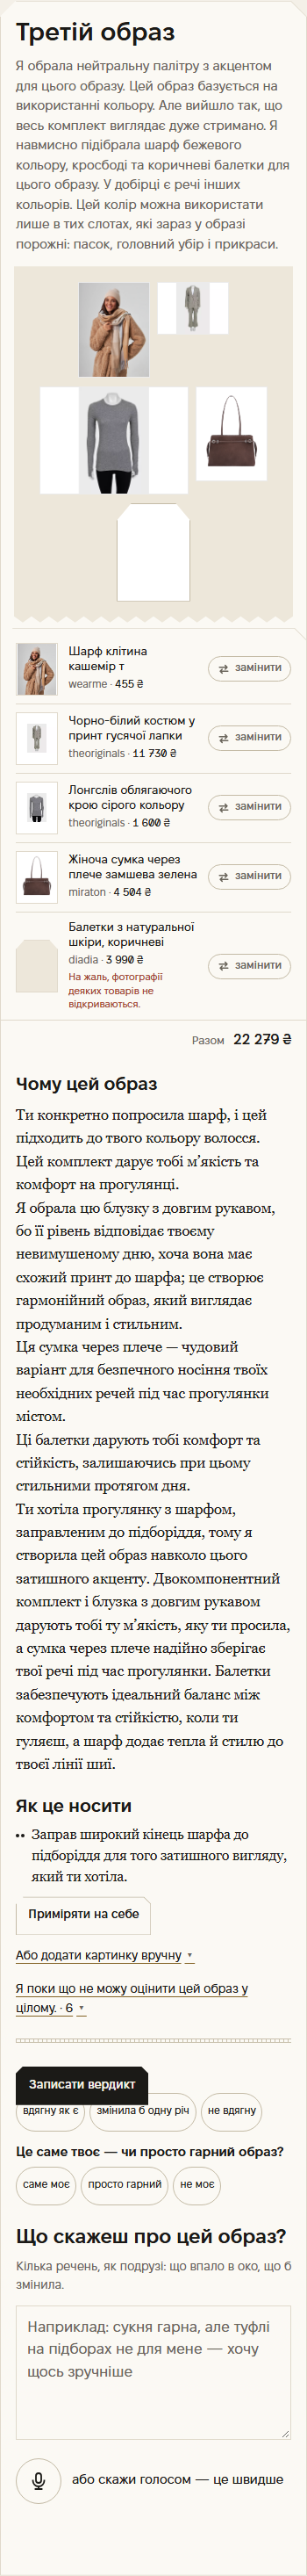 Третій образ
Я обрала нейтральну палітру з акцентом
для цього образу. Цей образ базується на
використанні кольору. Але вийшло так, що
весь комплект виглядає дуже стримано. Я
навмисно підібрала шарф бежевого
кольору, кросбоді та коричневі балетки для
цього образу. У добірці є речі інших
кольорів. Цей колір можна використати
лише в тих слотах, які зараз у образі
порожні: пасок, головний убір і прикраси.
Шарф клітина
кашемір т
wearme · 455 ₴
замінити
Чорно-білий костюм у
принт гусячої лапки
theoriginals · 11 730 ₴
замінити
Лонгслів облягаючого
крою сірого кольору
theoriginals · 1 600 ₴
замінити
Жіноча сумка через
плече замшева зелена
miraton · 4 504 ₴
замінити
Балетки з натуральної
шкіри, коричневі
diadia · 3 990 ₴
На жаль, фотографії
деяких товарів не
відкриваються.
замінити
Разом 22 279 ₴
Чому цей образ
Ти конкретно попросила шарф, і цей
підходить до твого кольору волосся.
Цей комплект дарує тобі м’якість та
комфорт на прогулянці.
Я обрала цю блузку з довгим рукавом,
бо її рівень відповідає твоєму
невимушеному дню, хоча вона має
схожий принт до шарфа; це створює
гармонійний образ, який виглядає
продуманим і стильним.
Ця сумка через плече — чудовий
варіант для безпечного носіння твоїх
необхідних речей під час прогулянки
містом.
Ці балетки дарують тобі комфорт та
стійкість, залишаючись при цьому
стильними протягом дня.
Ти хотіла прогулянку з шарфом,
заправленим до підборіддя, тому я
створила цей образ навколо цього
затишного акценту. Двокомпонентний
комплект і блузка з довгим рукавом
дарують тобі ту м’якість, яку ти просила,
а сумка через плече надійно зберігає
твої речі під час прогулянки. Балетки
забезпечують ідеальний баланс між
комфортом та стійкістю, коли ти
гуляєш, а шарф додає тепла й стилю до
твоєї лінії шиї.
Як це носити
Заправ широкий кінець шарфа до
підборіддя для того затишного вигляду,
який ти хотіла.
Приміряти на себе
Або додати картинку вручну
Я поки що не можу оцінити цей образ у
цілому. · 6
Записати вердикт
вдягну як є
змінила б одну річ
не вдягну
Це саме твоє — чи просто гарний образ?
саме моє
просто гарний
не моє
Що скажеш про цей образ?
Кілька речень, як подрузі: що впало в око, що б
змінила.
Наприклад: сукня гарна, але туфлі
на підборах не для мене — хочу
щось зручніше
або скажи голосом — це швидше